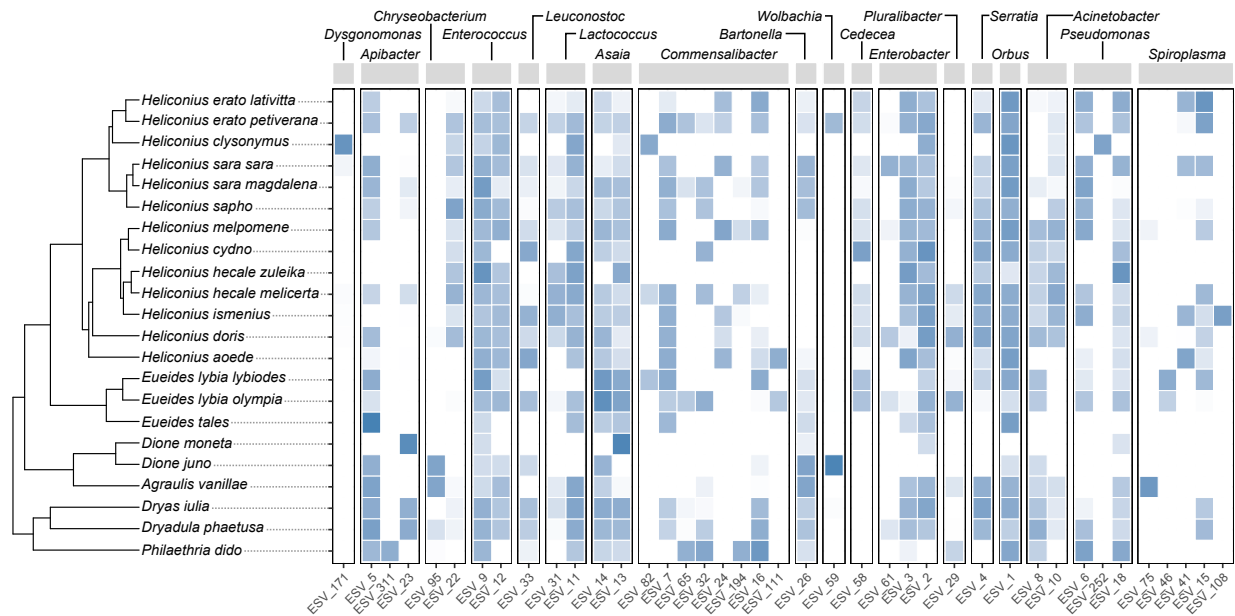 Chryseobacterium Leuconostoc Wolbachia Pluralibacter Serratia Acinetobacter
Dysgonomonas Enterococcus Lactococcus Bartonella Cedecea Pseudomonas
Apibacter Asaia Commensalibacter Enterobacter Orbus Spiroplasma
Heliconius erato lativitta
Heliconius erato petiverana
Heliconius clysonymus
Heliconius sara sara
Heliconius sara magdalena
Heliconius sapho
Heliconius melpomene
Heliconius cydno
Heliconius hecale zuleika
Heliconius hecale melicerta
Heliconius ismenius
Heliconius doris
Heliconius aoede
Eueides lybia lybiodes
Eueides lybia olympia
Eueides tales
Dione moneta
Dione juno
Agraulis vanillae
Dryas iulia
Dryadula phaetusa
Philaethria dido
ESV_171 ESV_5 ESV_311 ESV_23 ESV_95 ESV_22 ESV_9 ESV_12 ESV_33 ESV_31 ESV_11 ESV_14 ESV_13 ESV_82 ESV_7 ESV_65 ESV_32 ESV_24 ESV_194 ESV_16 ESV_111 ESV_26 ESV_59 ESV_58 ESV_61 ESV_3 ESV_2 ESV_29 ESV_4 ESV_1 ESV_8 ESV_10 ESV_6 ESV_252 ESV_18 ESV_75 ESV_46 ESV_41 ESV_15 ESV_108